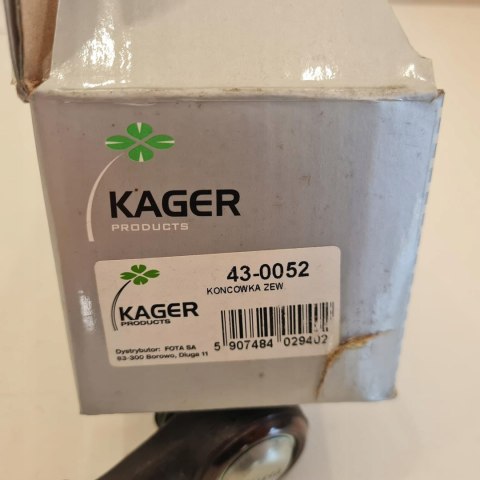 KAGER
PRODUCTS
43-0052
KONCOWKA ZEW
KAGER
PRODUCTS
Dystrybutor: FOTA SA
83-300 Borowo, Długa 11
5 907484 029402